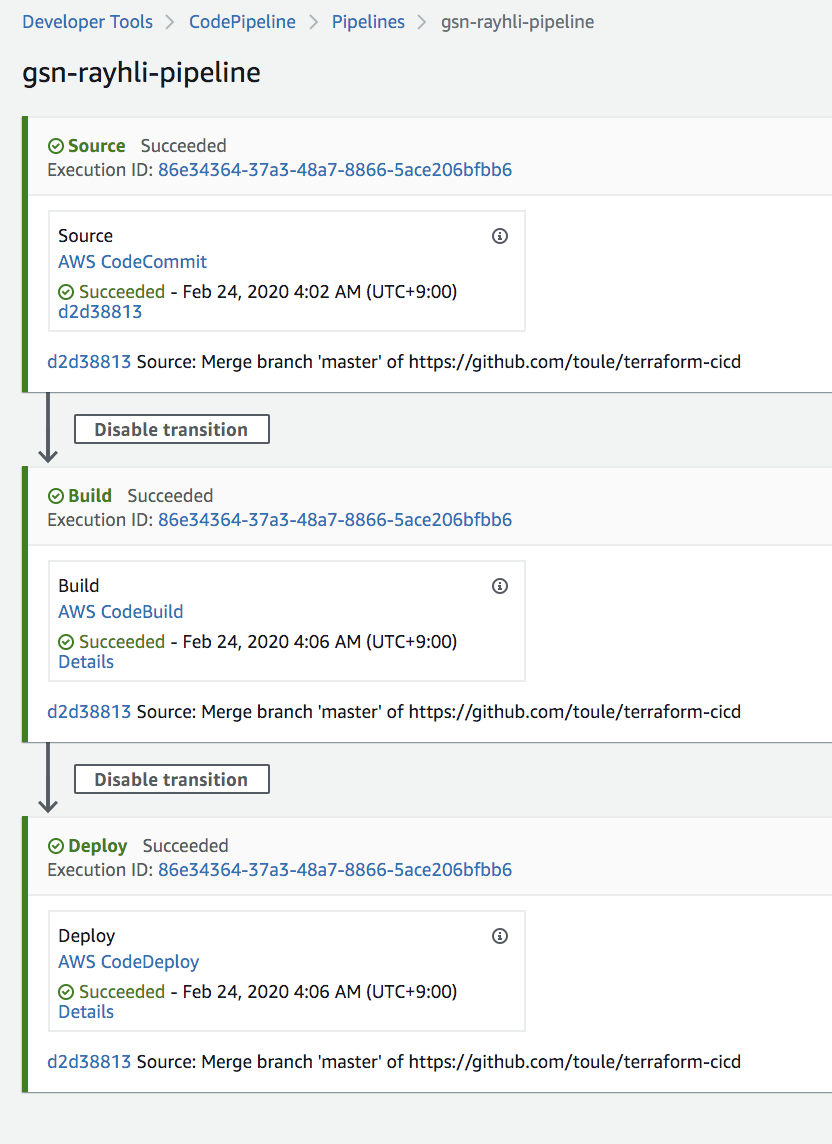 Developer Tools > CodePipeline > Pipelines > gsn-rayhli-pipeline
gsn-rayhli-pipeline
Source Succeeded
Execution ID: 86e34364-37a3-48a7-8866-5ace206bfbb6
Source
AWS CodeCommit
Succeeded - Feb 24, 2020 4:02 AM (UTC+9:00)
d2d38813
d2d38813 Source: Merge branch 'master' of https://github.com/toule/terraform-cicd
Disable transition
Build Succeeded
Execution ID: 86e34364-37a3-48a7-8866-5ace206bfbb6
Build
AWS CodeBuild
Succeeded - Feb 24, 2020 4:06 AM (UTC+9:00)
Details
d2d38813 Source: Merge branch 'master' of https://github.com/toule/terraform-cicd
Disable transition
Deploy Succeeded
Execution ID: 86e34364-37a3-48a7-8866-5ace206bfbb6
Deploy
AWS CodeDeploy
Succeeded - Feb 24, 2020 4:06 AM (UTC+9:00)
Details
d2d38813 Source: Merge branch 'master' of https://github.com/toule/terraform-cicd